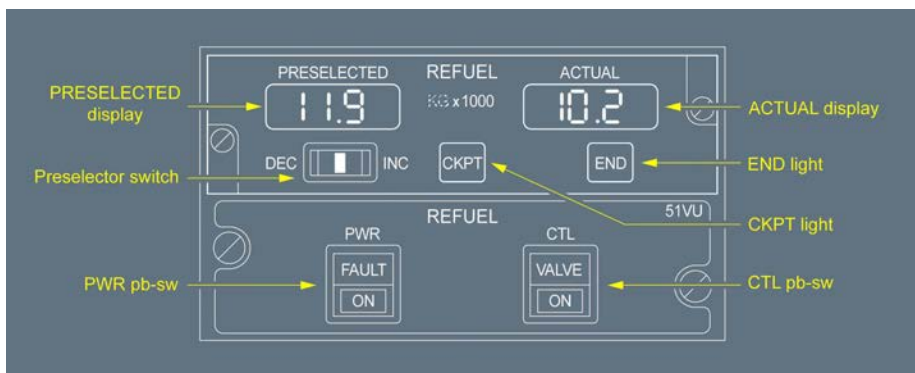 PRESELECTED REFUEL ACTUAL
PRESELECTED
display
11.9 KG x1000 10.2
ACTUAL display
DEC INC CKPT END
END light
Preselector switch
REFUEL 51VU
CKPT light
PWR CTL
PWR pb-sw FAULT VALVE CTL pb-sw
ON ON